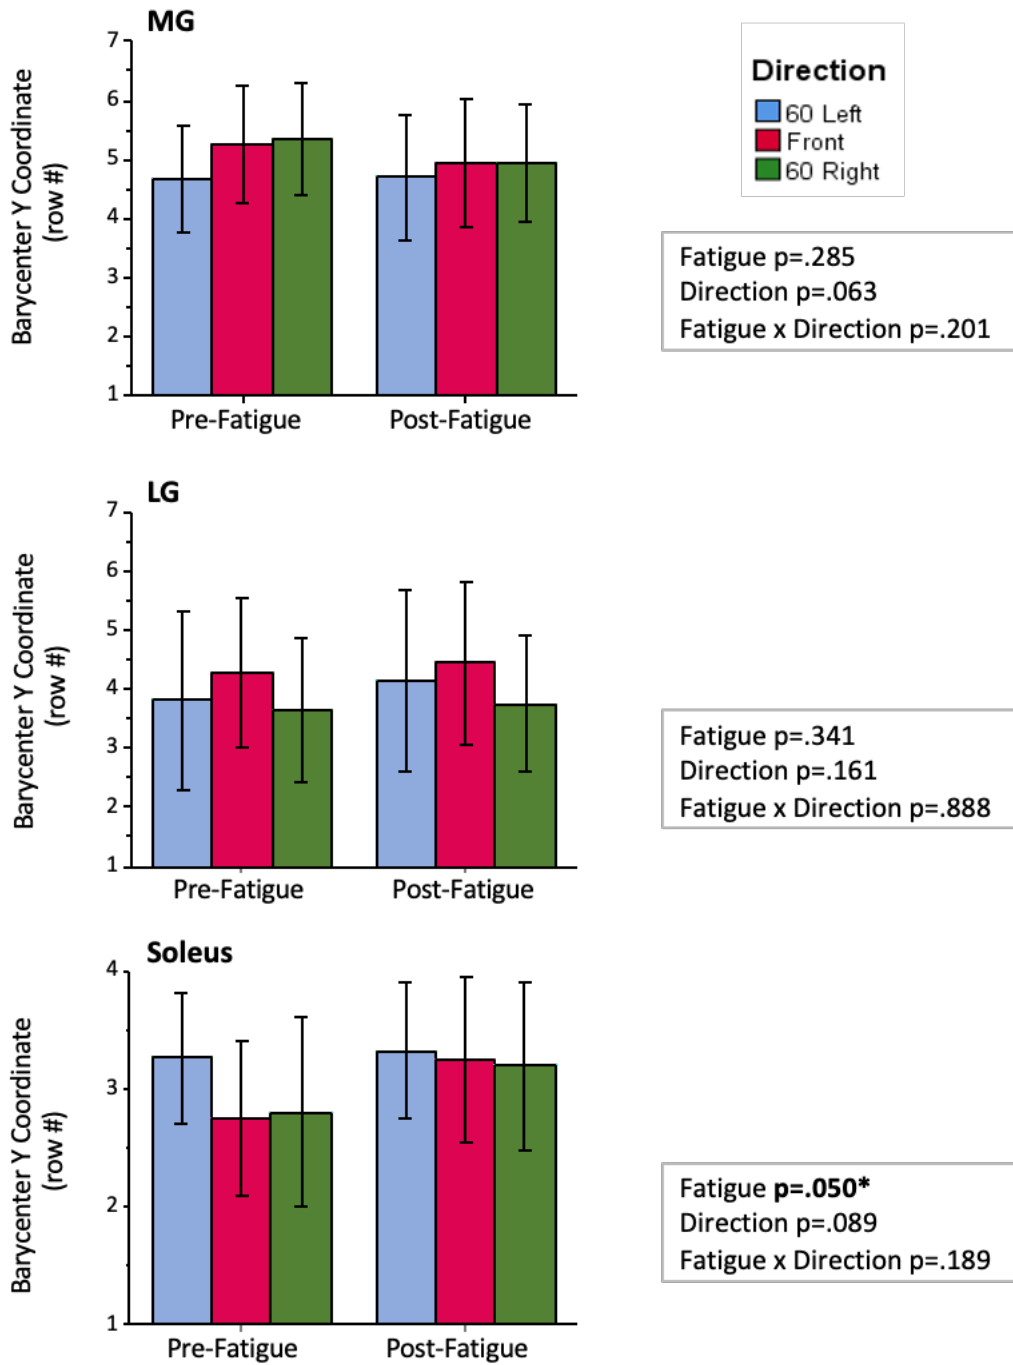 MG
Barycenter Y Coordinate
(row #)
7
6
5
4
3
2
1
Pre-Fatigue
Post-Fatigue
Direction
60 Left
Front
60 Right
Fatigue p=.285
Direction p=.063
Fatigue x Direction p=.201
LG
Barycenter Y Coordinate
(row #)
7
6
5
4
3
2
1
Pre-Fatigue
Post-Fatigue
Fatigue p=.341
Direction p=.161
Fatigue x Direction p=.888
Soleus
Barycenter Y Coordinate
(row #)
4
3
2
1
Pre-Fatigue
Post-Fatigue
Fatigue p=.050*
Direction p=.089
Fatigue x Direction p=.189